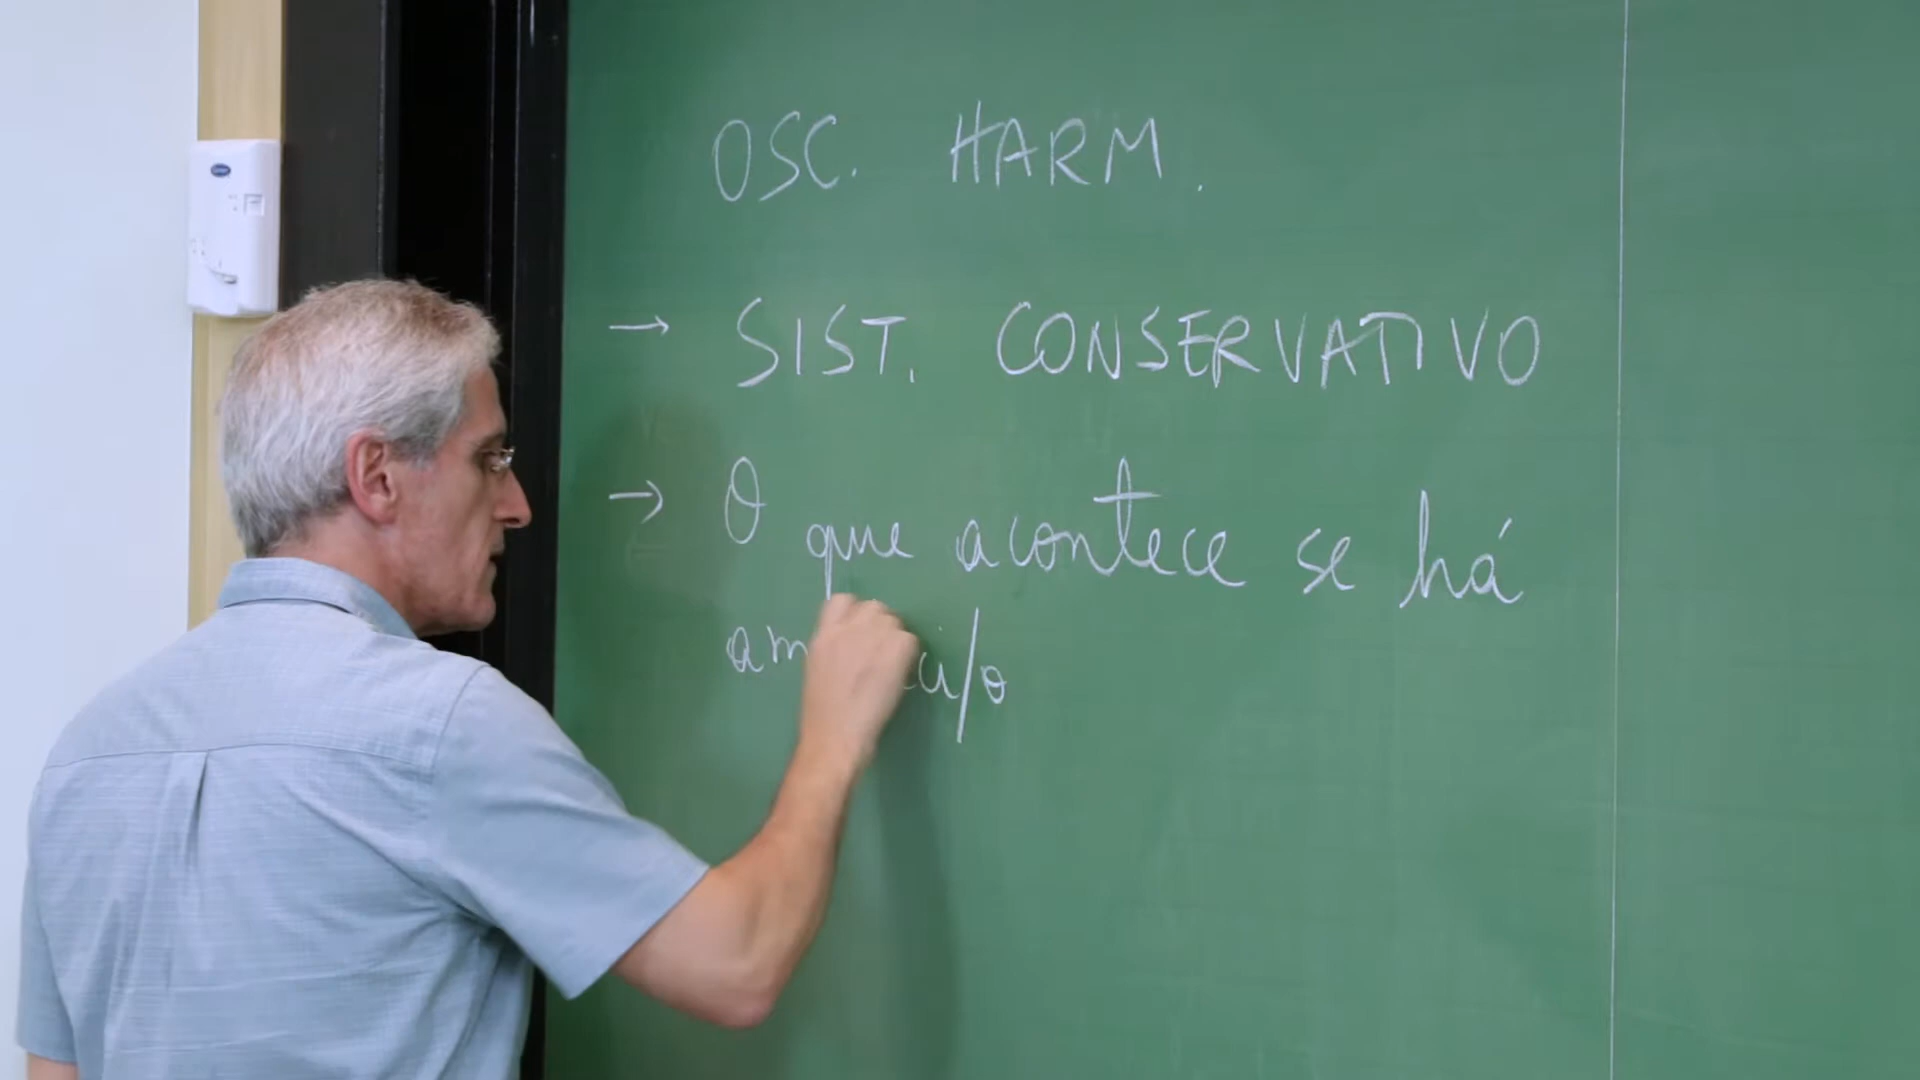 OSC. HARM.
→ SIST. CONSERVATIVO
→ O que acontece se há